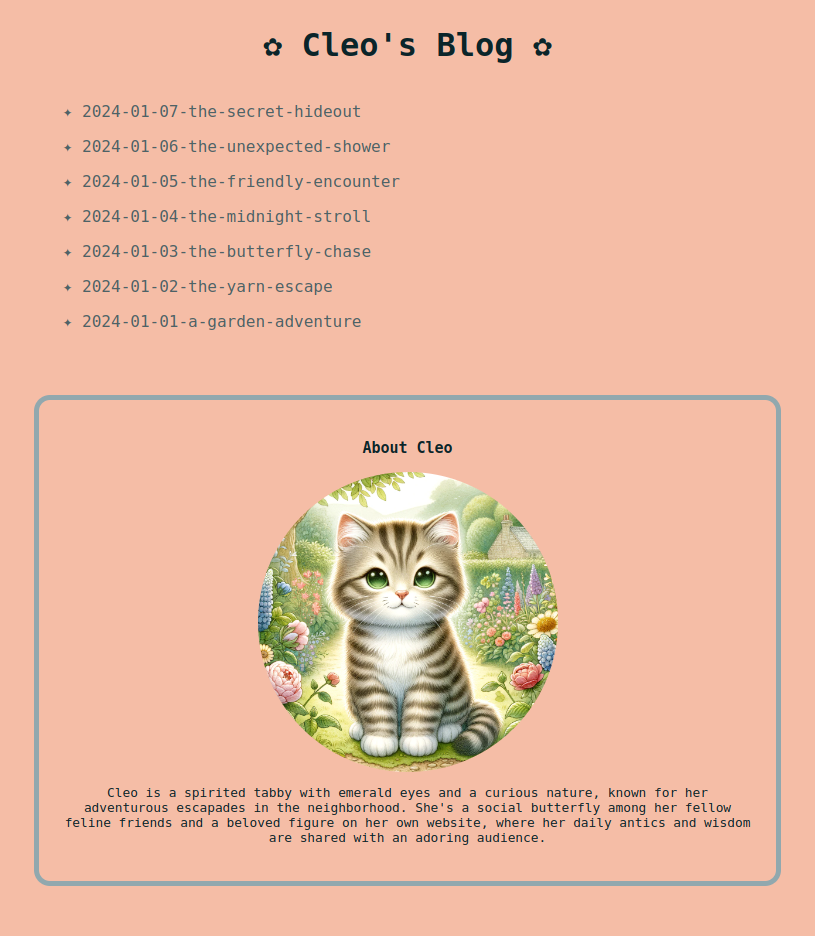 ✿ Cleo's Blog ✿
✦ 2024-01-07-the-secret-hideout
✦ 2024-01-06-the-unexpected-shower
✦ 2024-01-05-the-friendly-encounter
✦ 2024-01-04-the-midnight-stroll
✦ 2024-01-03-the-butterfly-chase
✦ 2024-01-02-the-yarn-escape
✦ 2024-01-01-a-garden-adventure
About Cleo
Cleo is a spirited tabby with emerald eyes and a curious nature, known for her
adventurous escapades in the neighborhood. She's a social butterfly among her fellow
feline friends and a beloved figure on her own website, where her daily antics and wisdom
are shared with an adoring audience.